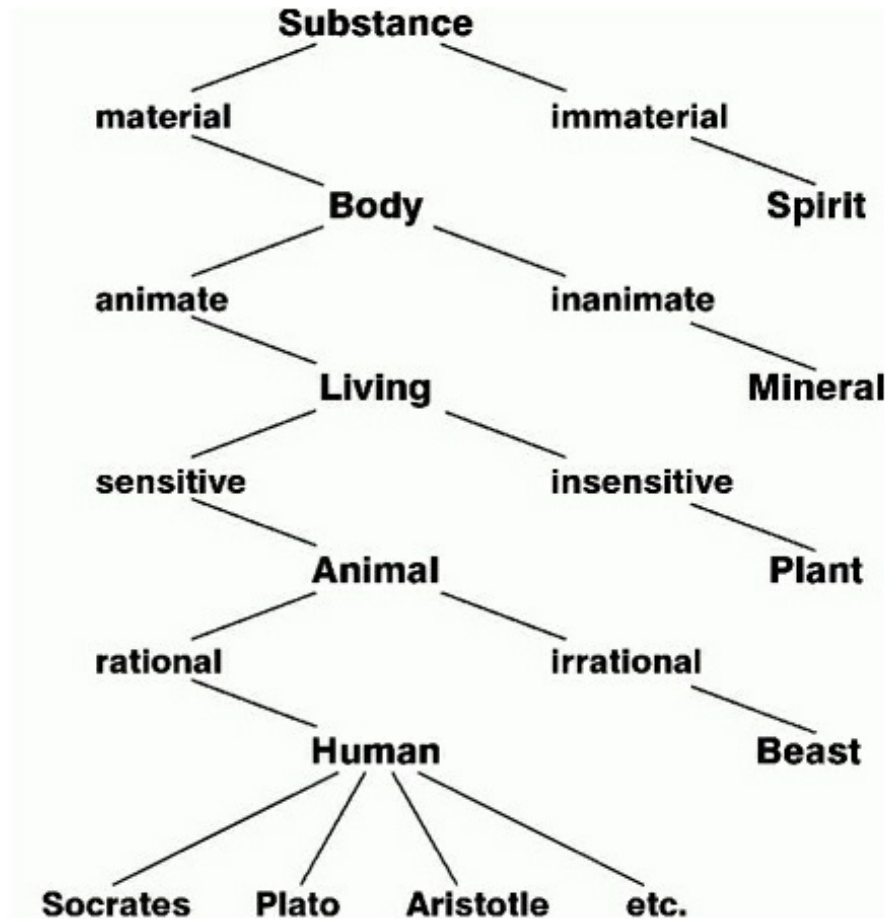 Substance
material immaterial
Body Spirit
animate inanimate
Living Mineral
sensitive insensitive
Animal Plant
rational irrational
Human Beast
Socrates Plato Aristotle etc.